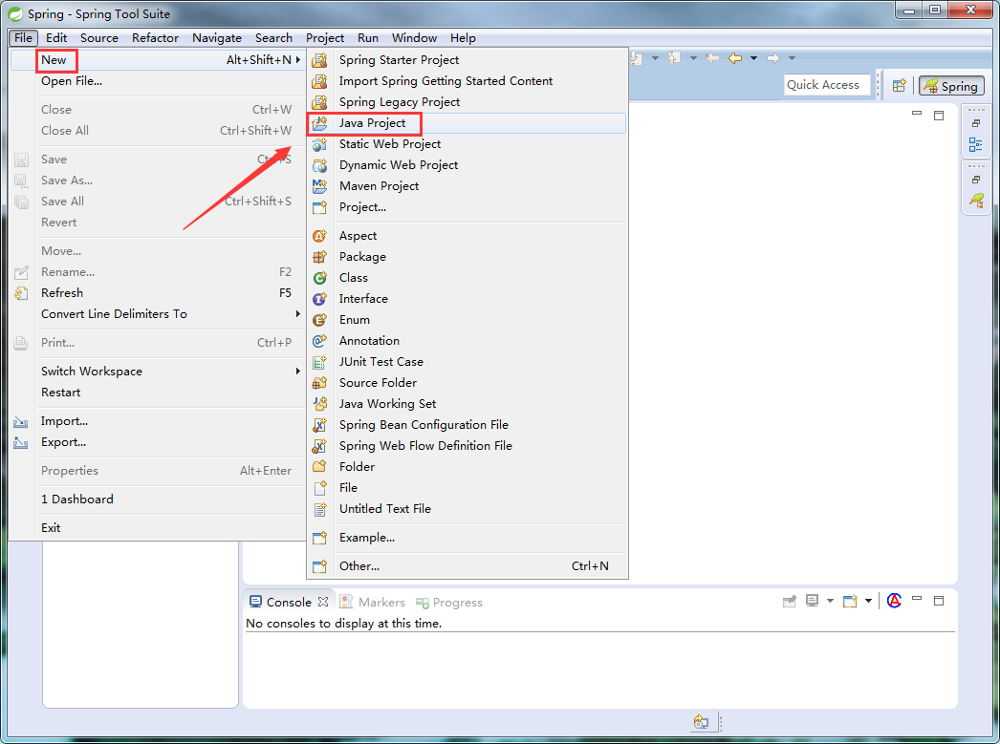 Spring - Spring Tool Suite
File Edit Source Refactor Navigate Search Project Run Window Help
New Alt+Shift+N
Open File...
Close Ctrl+W
Close All Ctrl+Shift+W
Save Ctrl+S
Save As...
Save All Ctrl+Shift+S
Revert
Move...
Rename... F2
Refresh F5
Convert Line Delimiters To
Print... Ctrl+P
Switch Workspace
Restart
Import...
Export...
Properties Alt+Enter
1 Dashboard
Exit
Spring Starter Project
Import Spring Getting Started Content
Spring Legacy Project
Java Project
Static Web Project
Dynamic Web Project
Maven Project
Project...
Aspect
Package
Class
Interface
Enum
Annotation
JUnit Test Case
Source Folder
Java Working Set
Spring Bean Configuration File
Spring Web Flow Definition File
Folder
File
Untitled Text File
Example...
Other... Ctrl+N
Quick Access
Spring
Console Markers Progress
No consoles to display at this time.